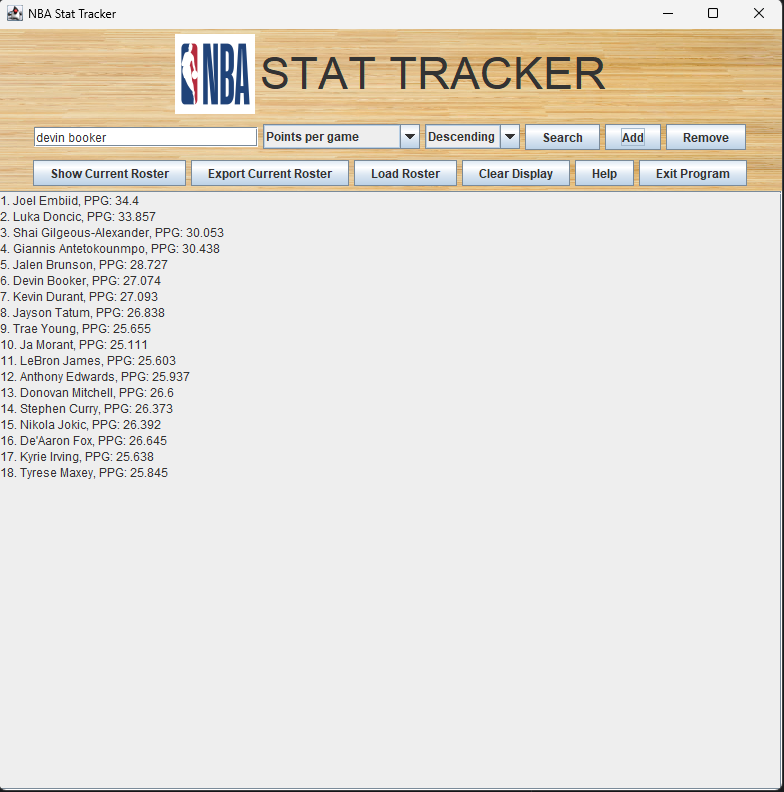 NBA Stat Tracker
NBA STAT TRACKER
devin booker Points per game Descending Search Add Remove
Show Current Roster Export Current Roster Load Roster Clear Display Help Exit Program
1. Joel Embiid, PPG: 34.4
2. Luka Doncic, PPG: 33.857
3. Shai Gilgeous-Alexander, PPG: 30.053
4. Giannis Antetokounmpo, PPG: 30.438
5. Jalen Brunson, PPG: 28.727
6. Devin Booker, PPG: 27.074
7. Kevin Durant, PPG: 27.093
8. Jayson Tatum, PPG: 26.838
9. Trae Young, PPG: 25.655
10. Ja Morant, PPG: 25.111
11. LeBron James, PPG: 25.603
12. Anthony Edwards, PPG: 25.937
13. Donovan Mitchell, PPG: 26.6
14. Stephen Curry, PPG: 26.373
15. Nikola Jokic, PPG: 26.392
16. De'Aaron Fox, PPG: 26.645
17. Kyrie Irving, PPG: 25.638
18. Tyrese Maxey, PPG: 25.845